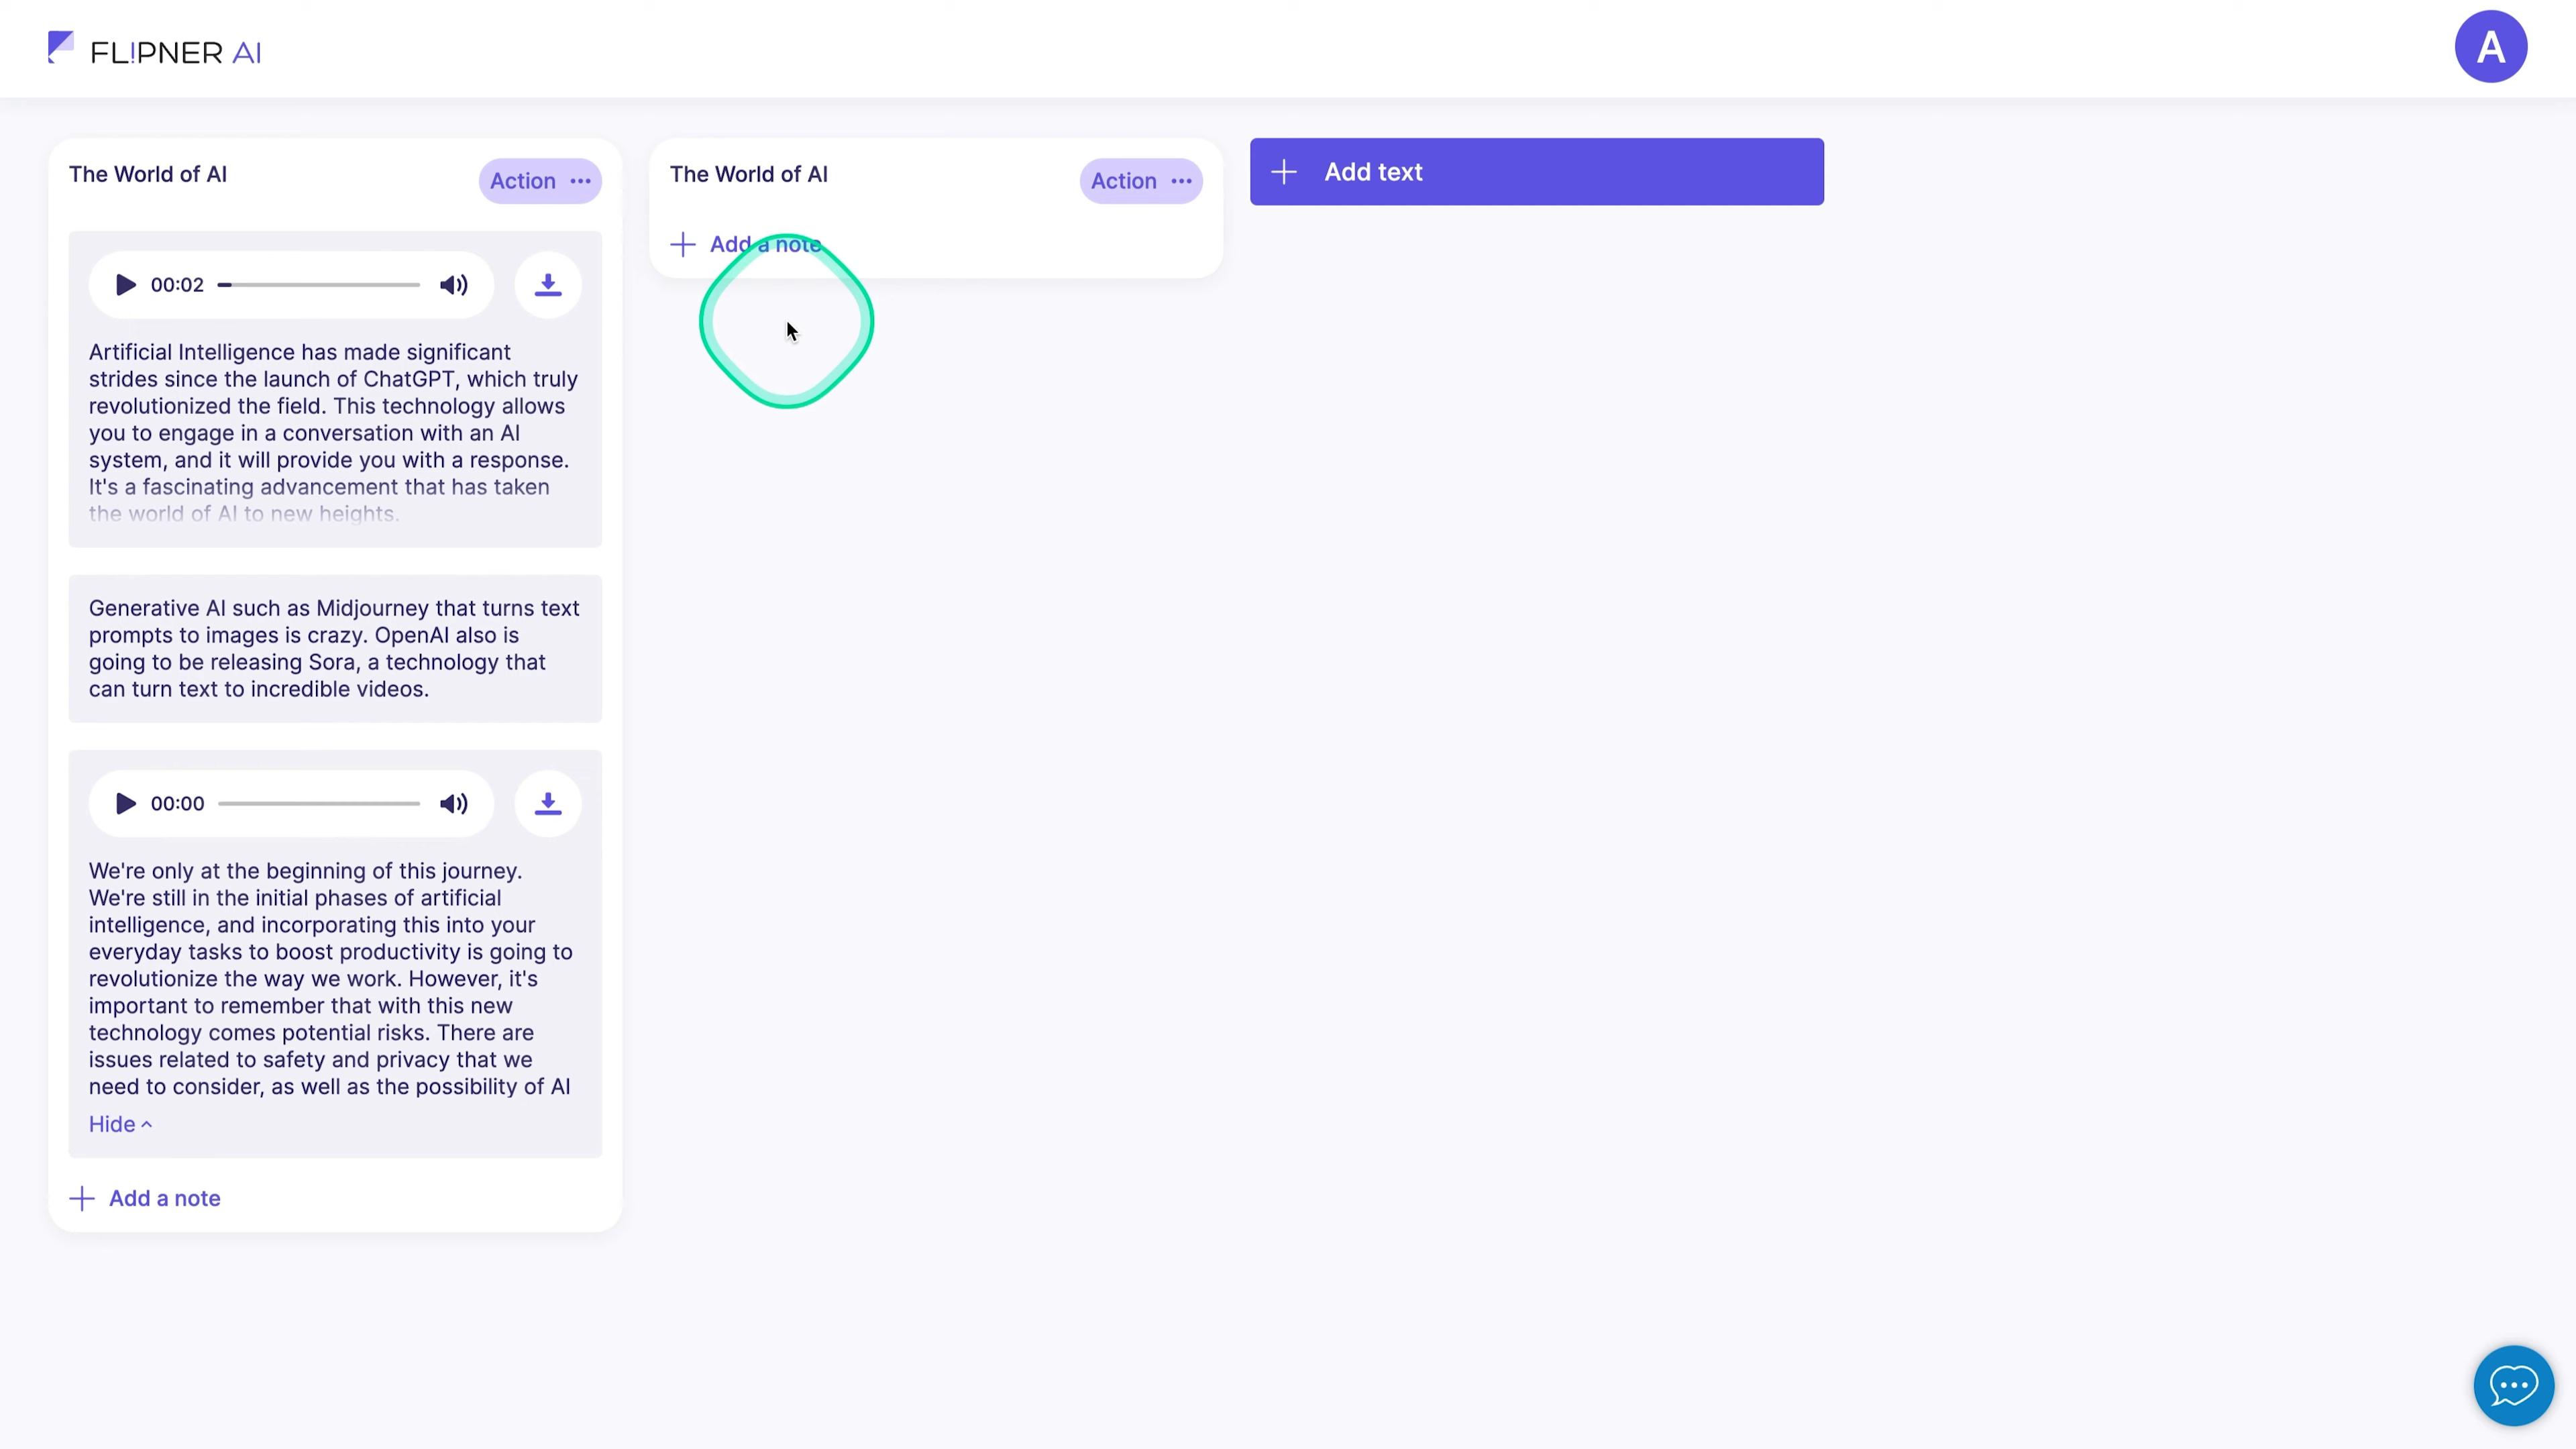 FL!PNER AI
A
The World of AI
Action
00:02
Artificial Intelligence has made significant
strides since the launch of ChatGPT, which truly
revolutionized the field. This technology allows
you to engage in a conversation with an AI
system, and it will provide you with a response.
It's a fascinating advancement that has taken
the world of AI to new heights.
Generative AI such as Midjourney that turns text
prompts to images is crazy. OpenAI also is
going to be releasing Sora, a technology that
can turn text to incredible videos.
00:00
We're only at the beginning of this journey.
We're still in the initial phases of artificial
intelligence, and incorporating this into your
everyday tasks to boost productivity is going to
revolutionize the way we work. However, it's
important to remember that with this new
technology comes potential risks. There are
issues related to safety and privacy that we
need to consider, as well as the possibility of AI
Hide
Add a note
The World of AI
Action
Add a note
Add text